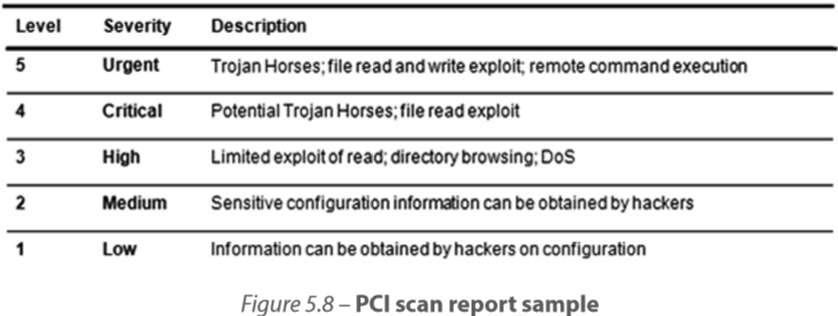 Level Severity Description
5 Urgent Trojan Horses; file read and write exploit; remote command execution
4 Critical Potential Trojan Horses; file read exploit
3 High Limited exploit of read; directory browsing; DoS
2 Medium Sensitive configuration information can be obtained by hackers
1 Low Information can be obtained by hackers on configuration
Figure 5.8 – PCI scan report sample